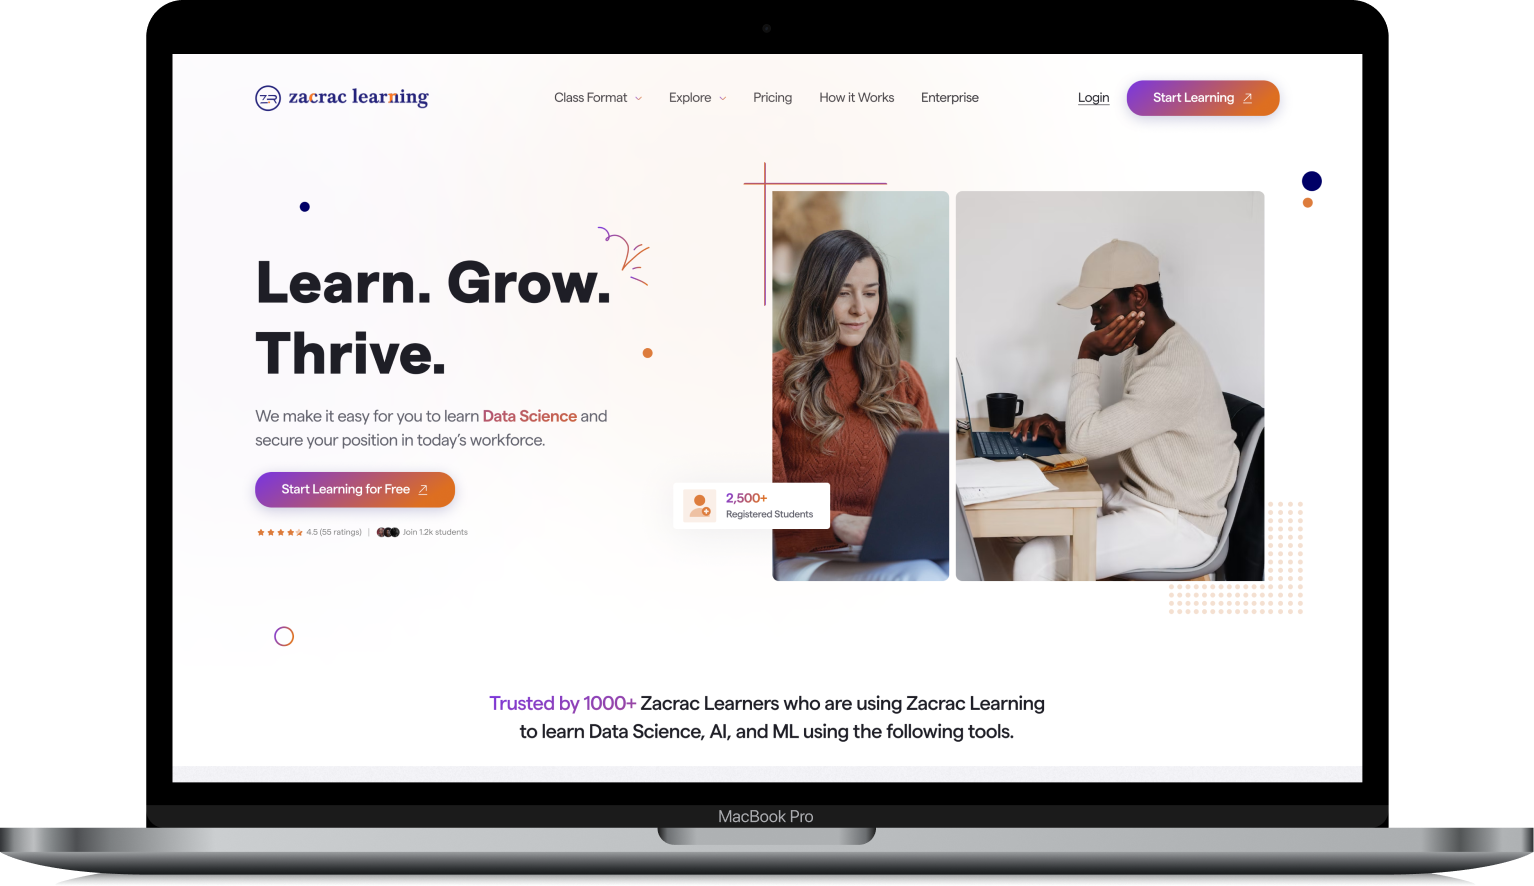 zacrac learning
Class Format
Explore
Pricing
How it Works
Enterprise
Login
Start Learning
Learn. Grow.
Thrive.
We make it easy for you to learn Data Science and
secure your position in today's workforce.
Start Learning for Free
4.5 (55 ratings) | Join 1.2k students
2,500+
Registered Students
Trusted by 1000+ Zacrac Learners who are using Zacrac Learning
to learn Data Science, AI, and ML using the following tools.
MacBook Pro